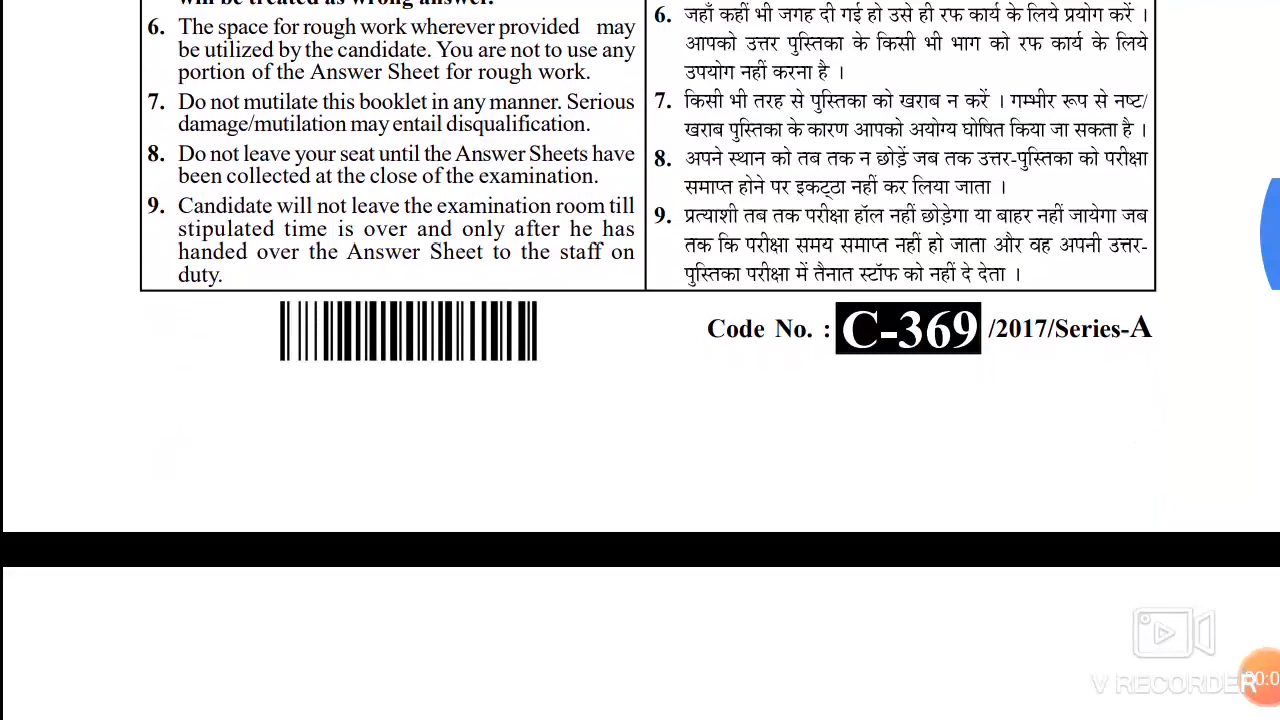 will be treated as wrong answer.
6. The space for rough work wherever provided may
be utilized by the candidate. You are not to use any
portion of the Answer Sheet for rough work.
7. Do not mutilate this booklet in any manner. Serious
damage/mutilation may entail disqualification.
8. Do not leave your seat until the Answer Sheets have
been collected at the close of the examination.
9. Candidate will not leave the examination room till
stipulated time is over and only after he has
handed over the Answer Sheet to the staff on
duty.
6. जहाँ कहीं भी जगह दी गई हो उसे ही रफ कार्य के लिये प्रयोग करें ।
आपको उत्तर पुस्तिका के किसी भी भाग को रफ कार्य के लिये
उपयोग नहीं करना है ।
7. किसी भी तरह से पुस्तिका को खराब न करें । गम्भीर रूप से नष्ट/
खराब पुस्तिका के कारण आपको अयोग्य घोषित किया जा सकता है ।
8. अपने स्थान को तब तक न छोड़ें जब तक उत्तर-पुस्तिका को परीक्षा
समाप्त होने पर इकट्ठा नहीं कर लिया जाता ।
9. प्रत्याशी तब तक परीक्षा हॉल नहीं छोड़ेगा या बाहर नहीं जायेगा जब
तक कि परीक्षा समय समाप्त नहीं हो जाता और वह अपनी उत्तर-
पुस्तिका परीक्षा में तैनात स्टॉफ को नहीं दे देता ।
Code No. : C-369 /2017/Series-A
V RECORDER
00:0